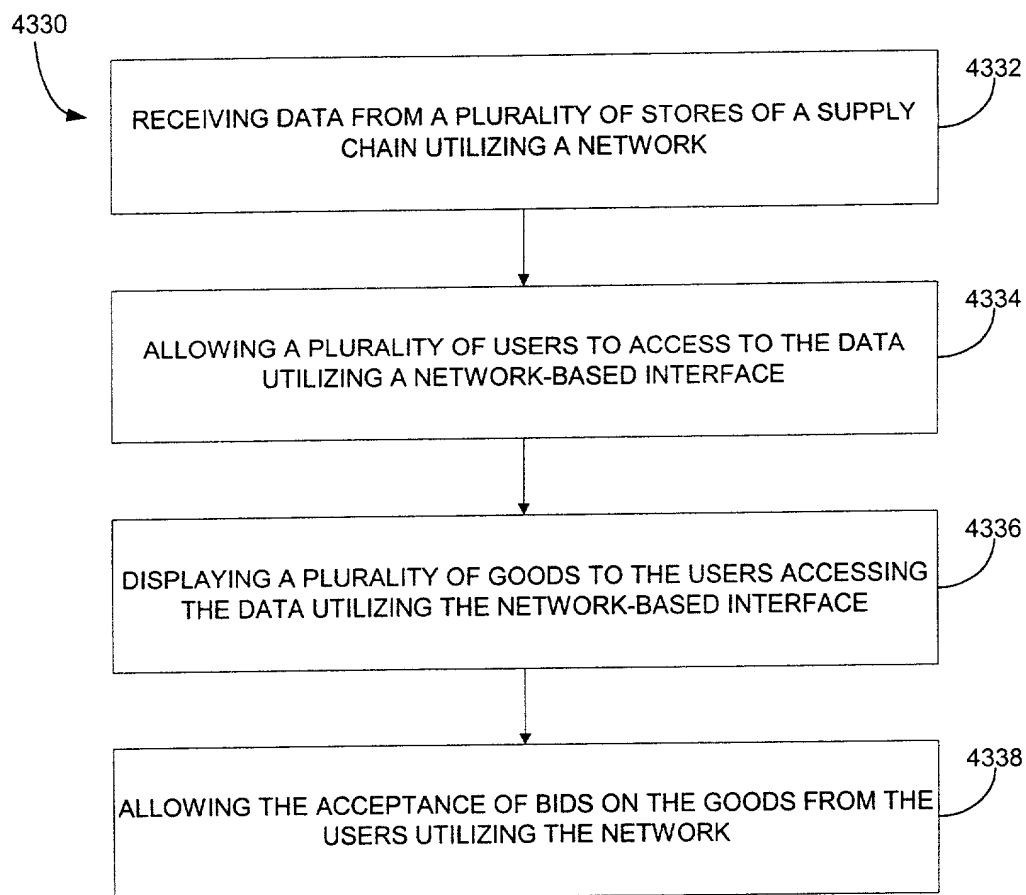 4330
4332
RECEIVING DATA FROM A PLURALITY OF STORES OF A SUPPLY
CHAIN UTILIZING A NETWORK
4334
ALLOWING A PLURALITY OF USERS TO ACCESS TO THE DATA
UTILIZING A NETWORK-BASED INTERFACE
4336
DISPLAYING A PLURALITY OF GOODS TO THE USERS ACCESSING
THE DATA UTILIZING THE NETWORK-BASED INTERFACE
4338
ALLOWING THE ACCEPTANCE OF BIDS ON THE GOODS FROM THE
USERS UTILIZING THE NETWORK